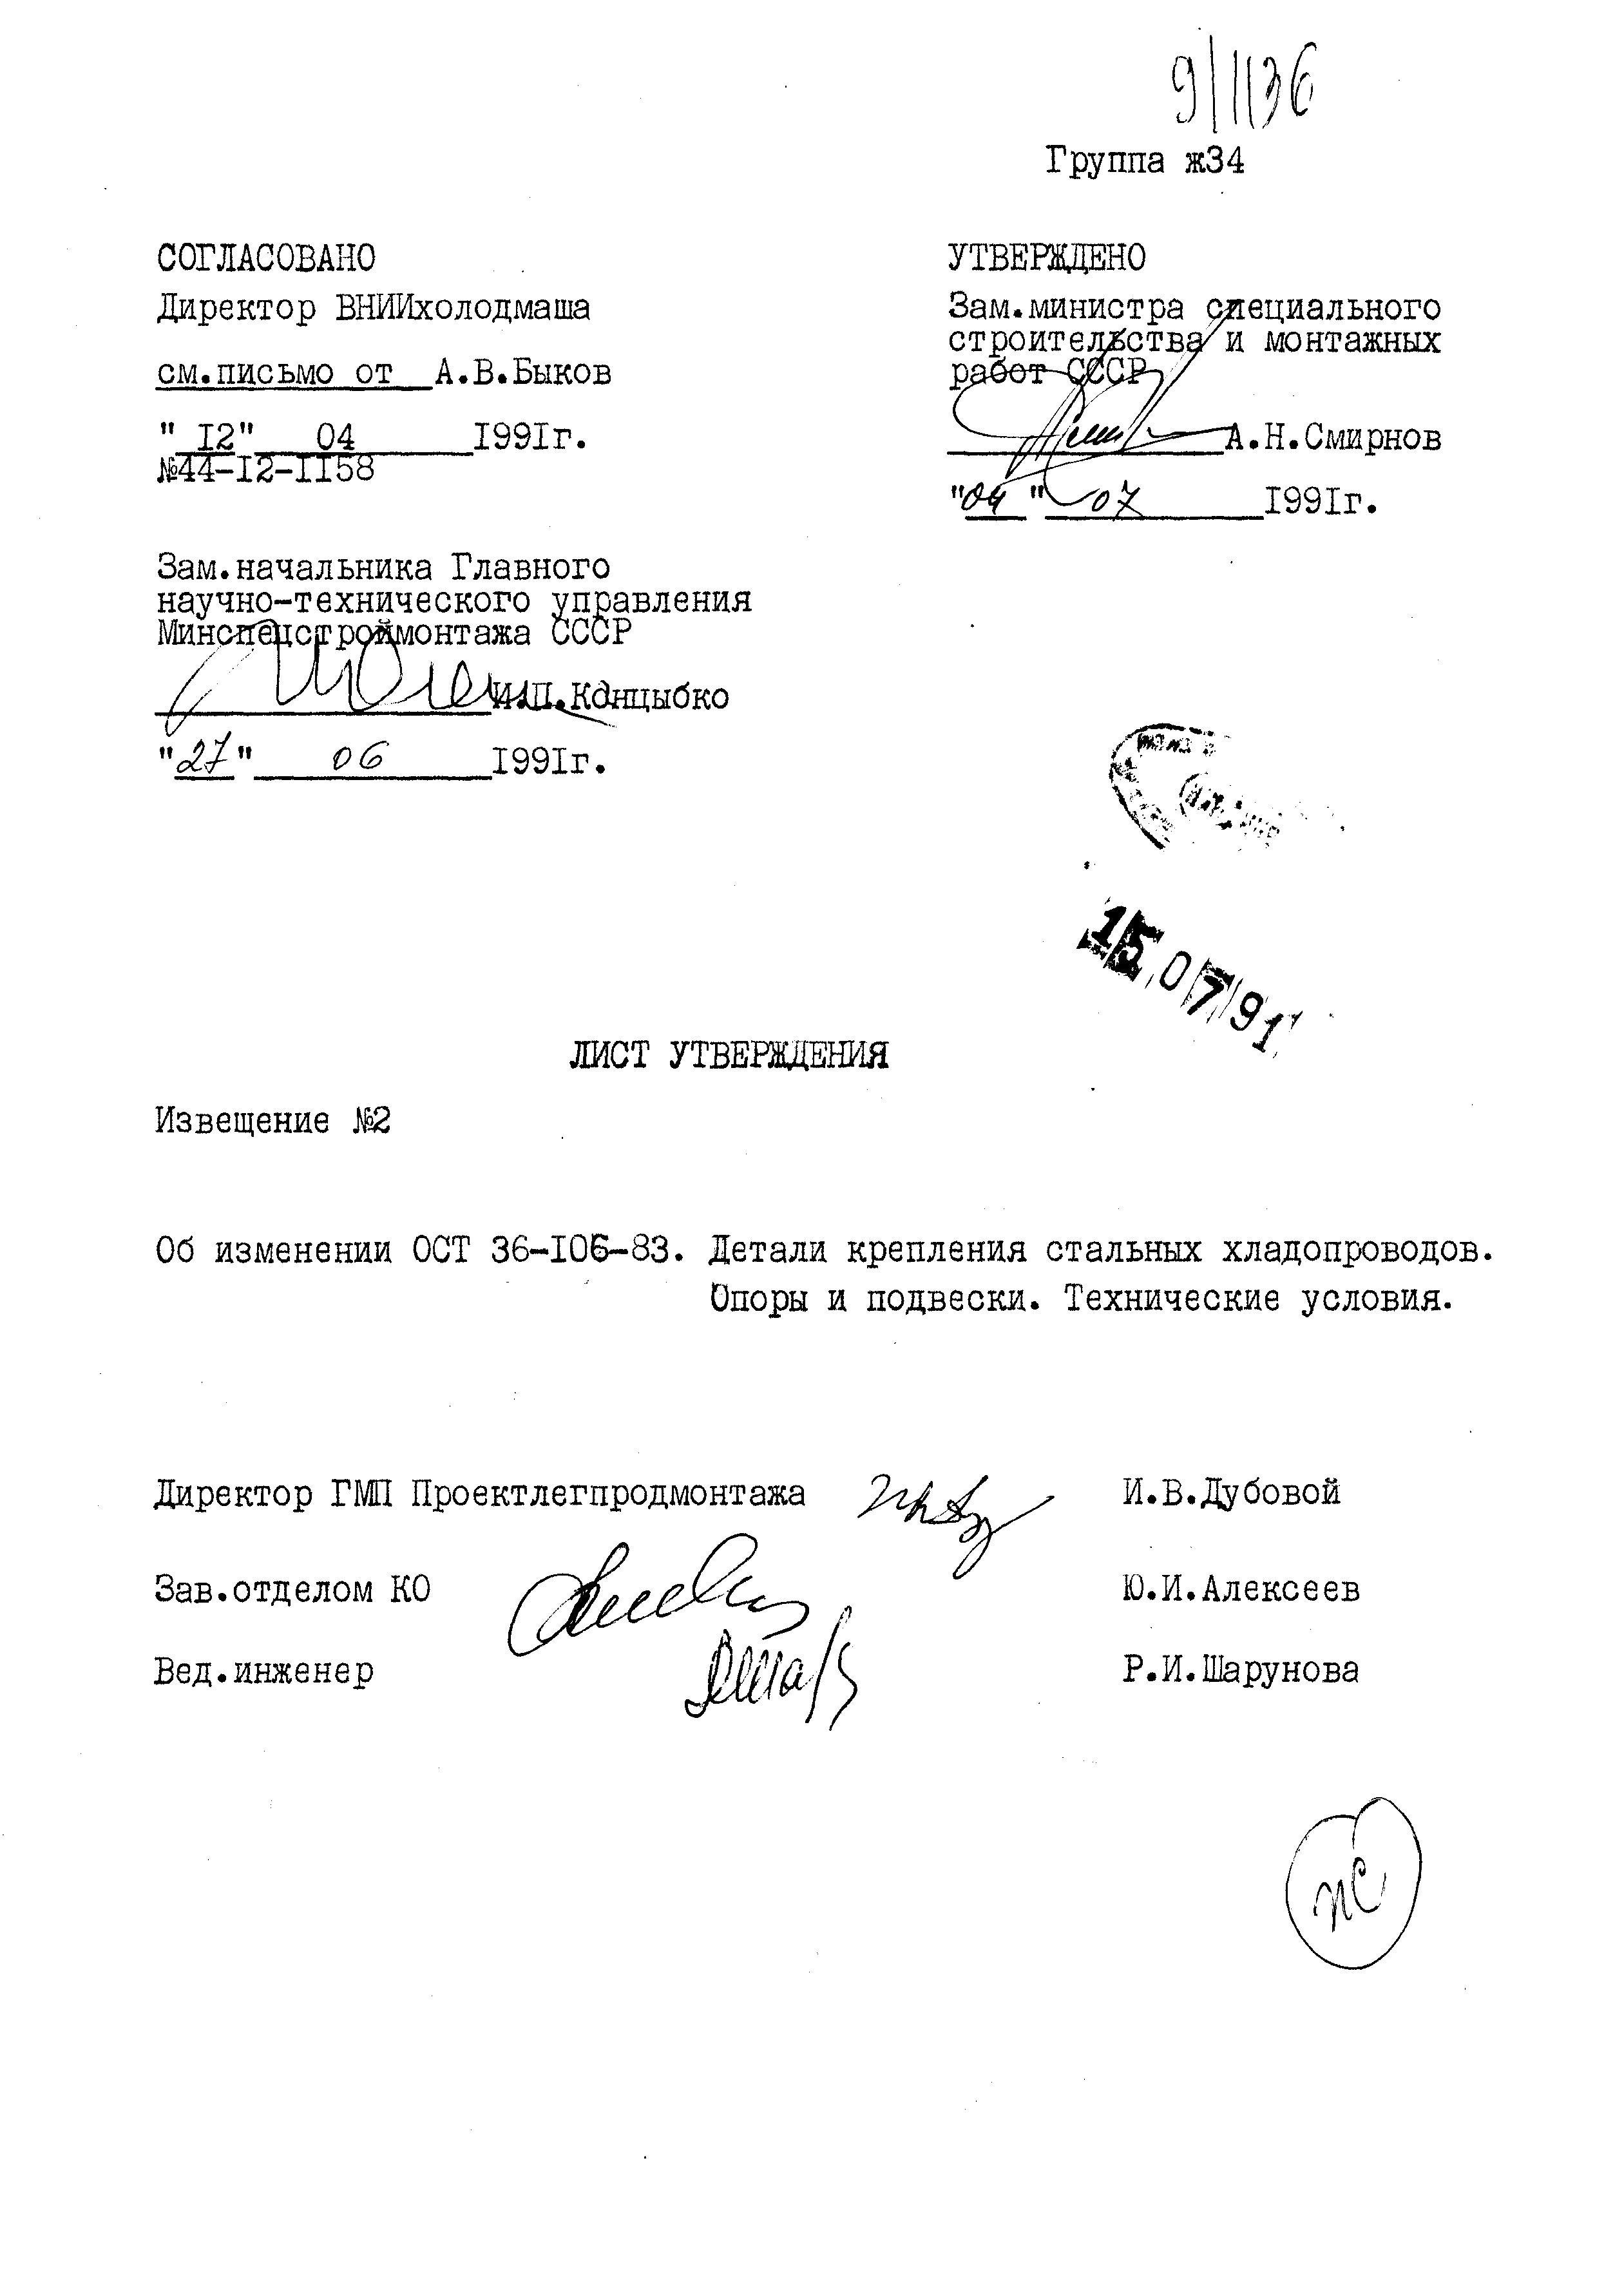 9/1136
Группа ж34
СОГЛАСОВАНО
Директор ВНИИхолодмаша
см.письмо от А.В.Быков
"I2" 04 I99Iг.
№44-I2-II58
УТВЕРЖДЕНО
Зам.министра специального
строительства и монтажных
работ СССР
А.Н.Смирнов
"04" 07 I99Iг.
Зам.начальника Главного
научно-технического управления
Минспецстроймонтажа СССР
И.П.Канцыбко
"27" 06 I99Iг.
15 07 91
ЛИСТ УТВЕРЖДЕНИЯ
Извещение №2
Об изменении ОСТ 36-I06-83. Детали крепления стальных хладопроводов.
Опоры и подвески. Технические условия.
Директор ГМП Проектлегпродмонтажа И.В.Дубовой
Зав.отделом КО Ю.И.Алексеев
Вед.инженер Р.И.Шарунова